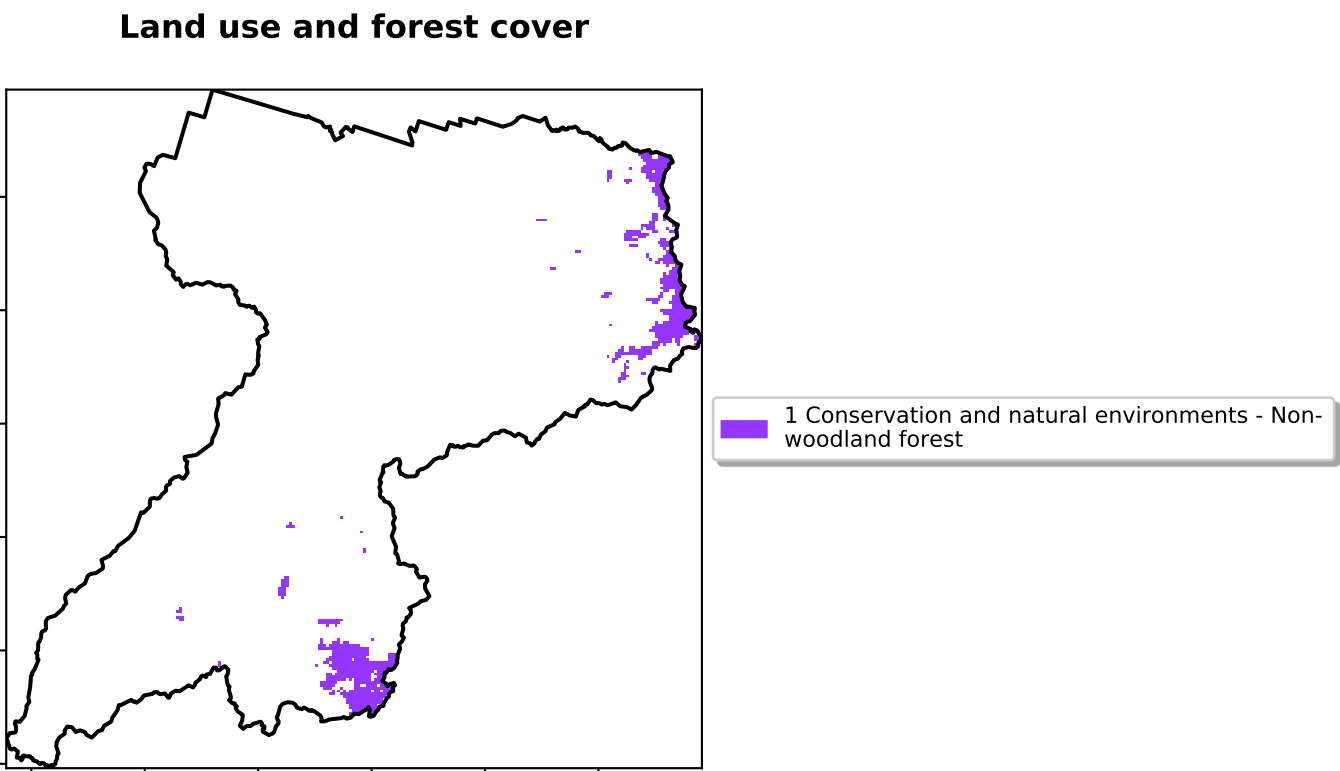 Land use and forest cover
1 Conservation and natural environments - Non-
woodland forest